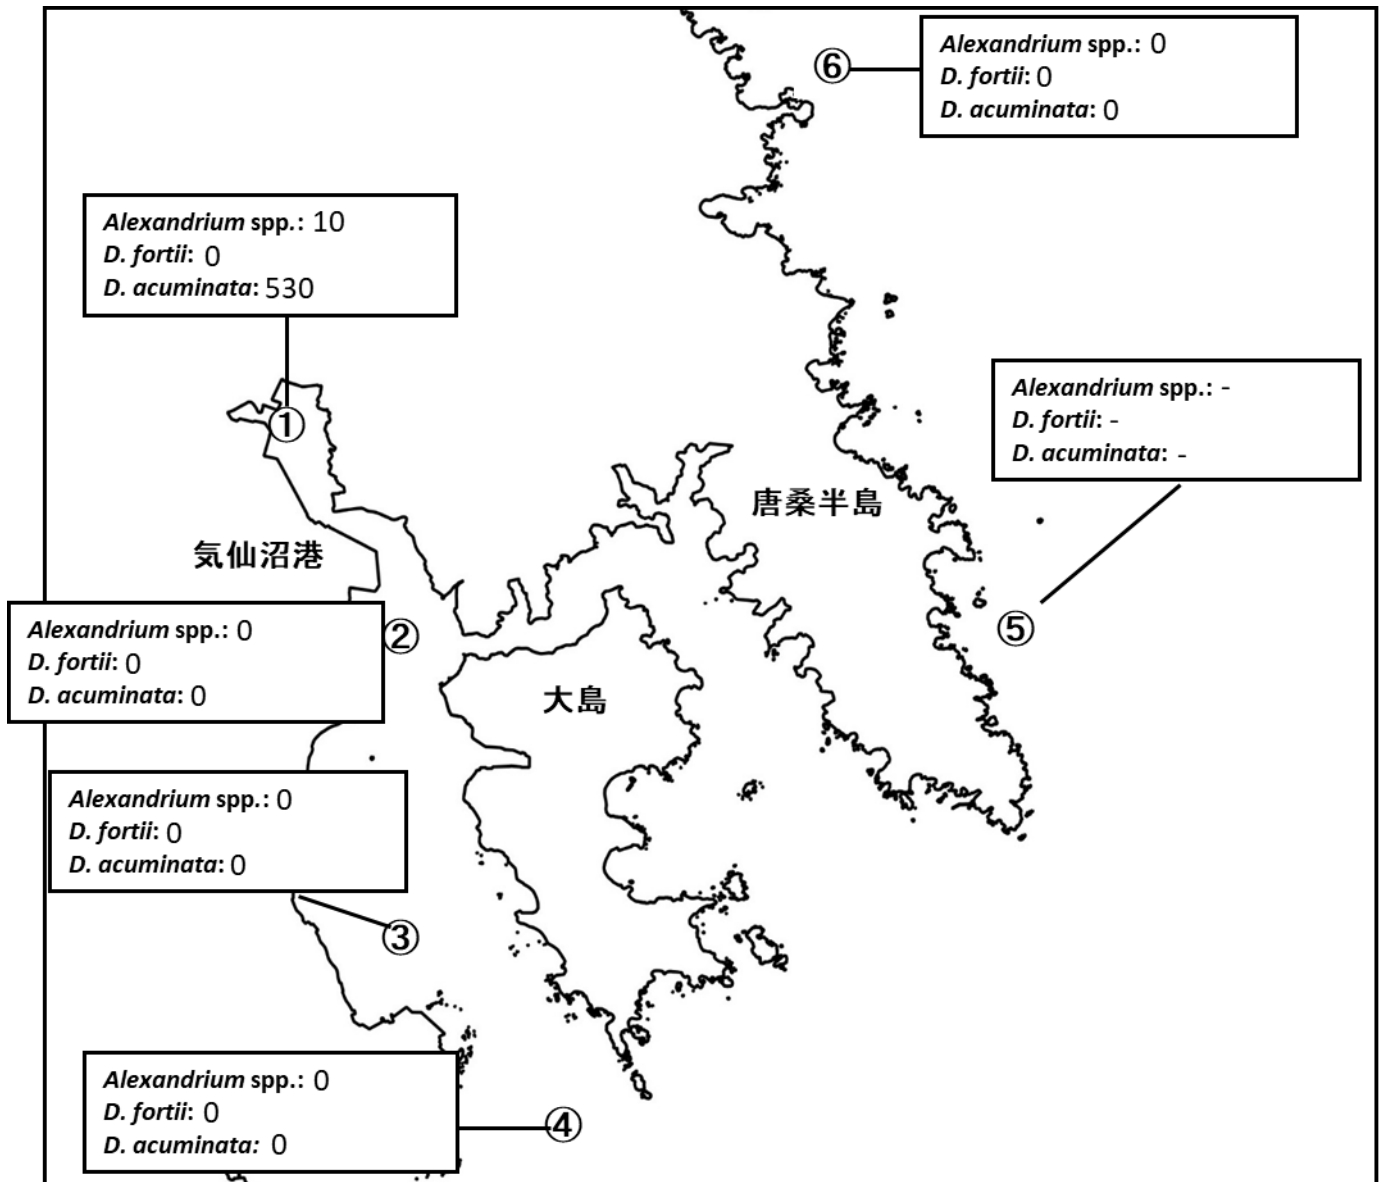 ⑥
Alexandrium spp.: 0
D. fortii: 0
D. acuminata: 0
Alexandrium spp.: 10
D. fortii: 0
D. acuminata: 530
①
Alexandrium spp.: -
D. fortii: -
D. acuminata: -
唐桑半島
気仙沼港
Alexandrium spp.: 0
D. fortii: 0
D. acuminata: 0
②
⑤
大島
Alexandrium spp.: 0
D. fortii: 0
D. acuminata: 0
③
Alexandrium spp.: 0
D. fortii: 0
D. acuminata: 0
④